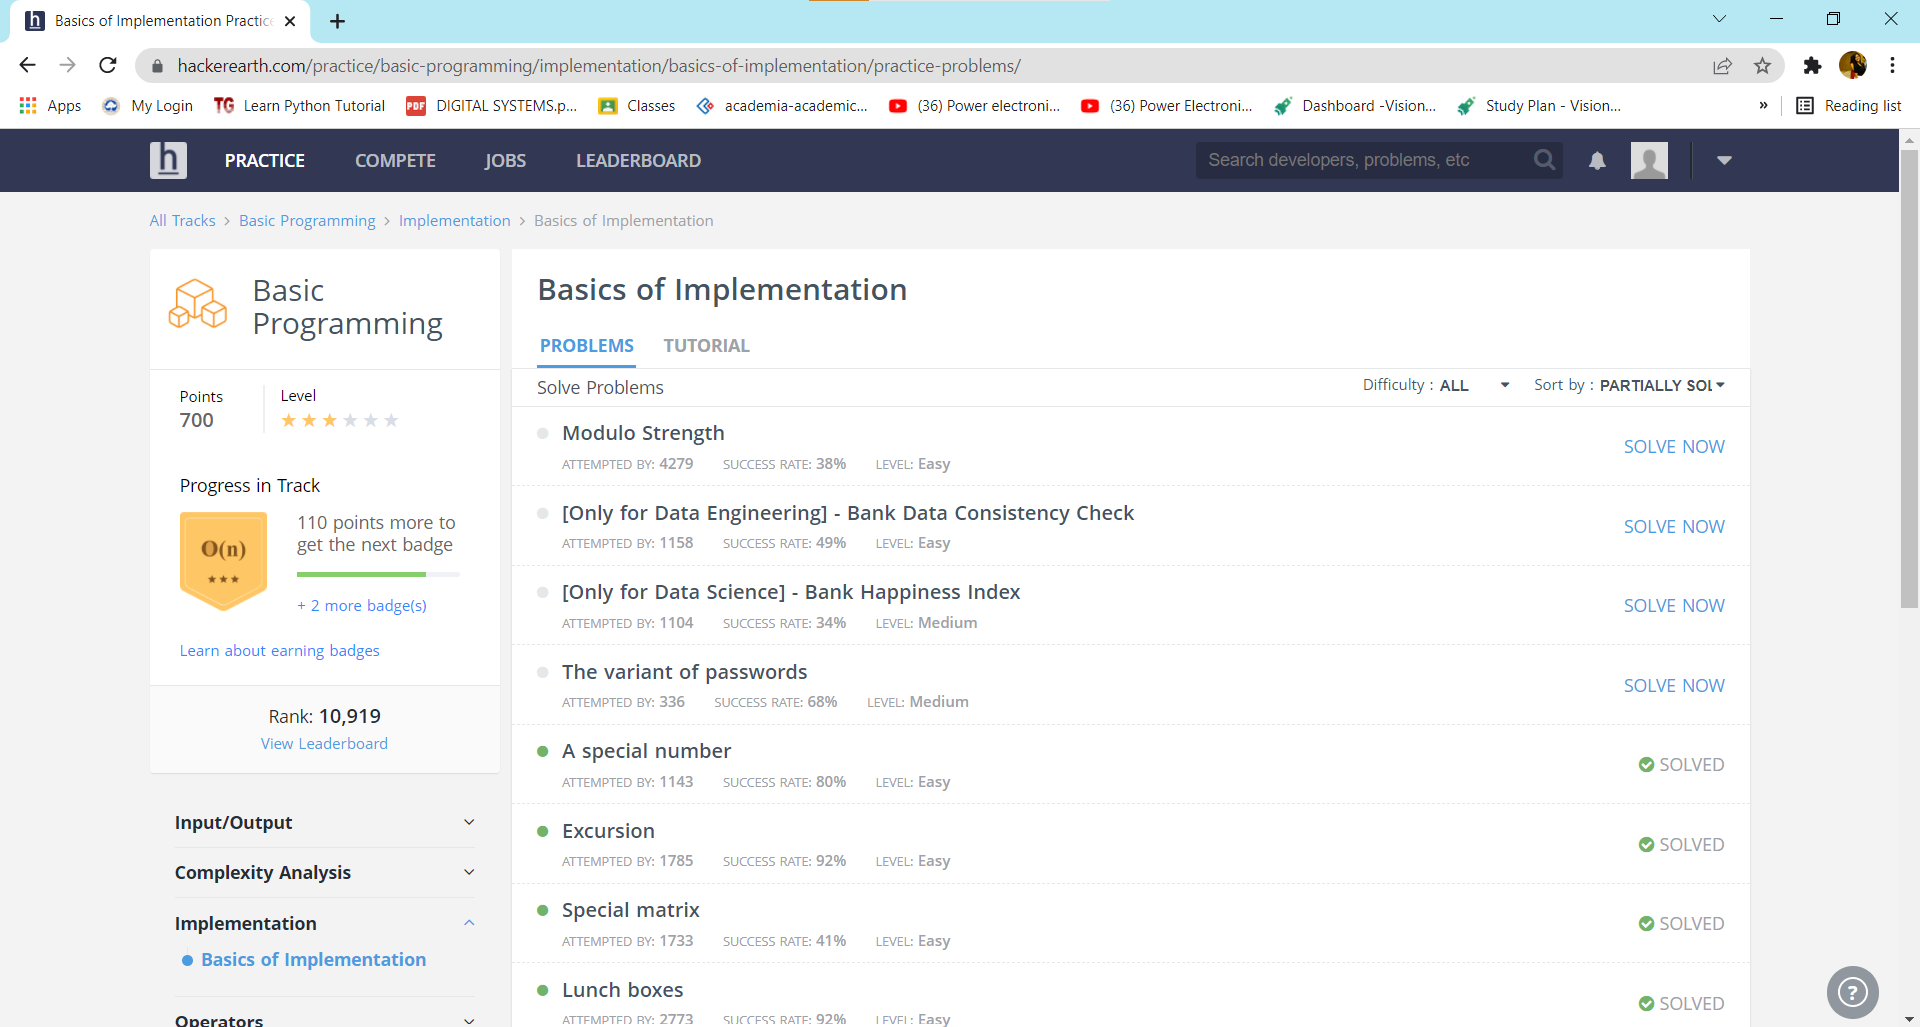 Basics of Implementation Practice
hackerearth.com/practice/basic-programming/implementation/basics-of-implementation/practice-problems/
Apps My Login TG Learn Python Tutorial PDF DIGITAL SYSTEMS.p... Classes academia-academic... (36) Power electroni... (36) Power Electroni... Dashboard -Vision... Study Plan - Vision... » Reading list
h PRACTICE COMPETE JOBS LEADERBOARD Search developers, problems, etc
All Tracks > Basic Programming > Implementation > Basics of Implementation
Basic
Programming
Points
700
Level
Progress in Track
O(n)
110 points more to
get the next badge
+ 2 more badge(s)
Learn about earning badges
Rank: 10,919
View Leaderboard
Input/Output
Complexity Analysis
Implementation
Basics of Implementation
Operators
Basics of Implementation
PROBLEMS TUTORIAL
Solve Problems Difficulty : ALL Sort by : PARTIALLY SOL
Modulo Strength
SOLVE NOW
ATTEMPTED BY: 4279 SUCCESS RATE: 38% LEVEL: Easy
[Only for Data Engineering] - Bank Data Consistency Check
SOLVE NOW
ATTEMPTED BY: 1158 SUCCESS RATE: 49% LEVEL: Easy
[Only for Data Science] - Bank Happiness Index
SOLVE NOW
ATTEMPTED BY: 1104 SUCCESS RATE: 34% LEVEL: Medium
The variant of passwords
SOLVE NOW
ATTEMPTED BY: 336 SUCCESS RATE: 68% LEVEL: Medium
A special number
SOLVED
ATTEMPTED BY: 1143 SUCCESS RATE: 80% LEVEL: Easy
Excursion
SOLVED
ATTEMPTED BY: 1785 SUCCESS RATE: 92% LEVEL: Easy
Special matrix
SOLVED
ATTEMPTED BY: 1733 SUCCESS RATE: 41% LEVEL: Easy
Lunch boxes
SOLVED
ATTEMPTED BY: 2773 SUCCESS RATE: 92% LEVEL: Easy
?